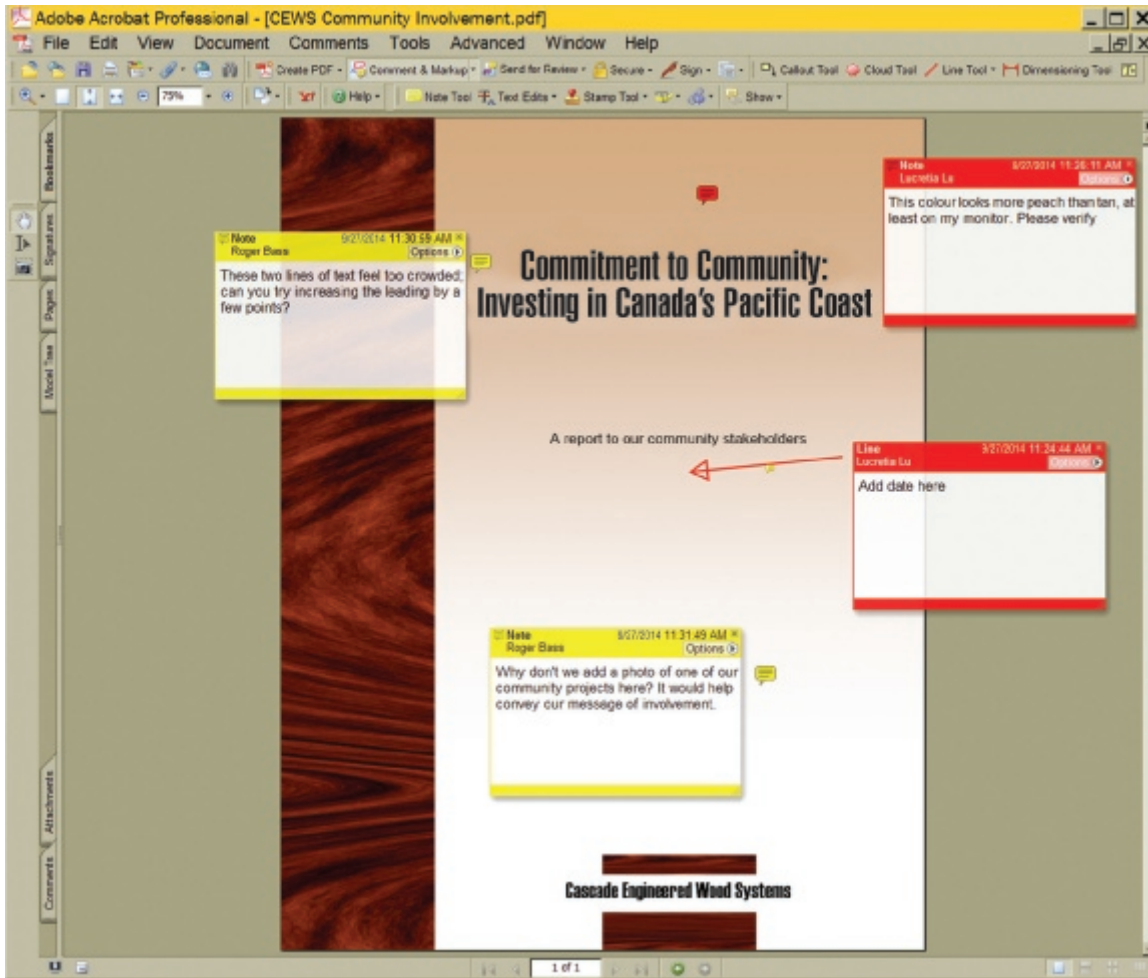 Adobe Acrobat Professional - [CEWS Community Involvement.pdf]
File Edit View Document Comments Tools Advanced Window Help
Create PDF Comment & Markup Send for Review Secure Sign Callout Tool Cloud Tool Line Tool Dimensioning Tool
75% Help Note Tool Text Edits Stamp Tool Show
Bookmarks
Signatures
Pages
Model Tree
Attachments
Comments
Note 9/27/2014 11:26:11 AM
Lucretia Lu Options
This colour looks more peach than tan, at
least on my monitor. Please verify
Note 9/27/2014 11:30:59 AM
Roger Bass Options
These two lines of text feel too crowded;
can you try increasing the leading by a
few points?
Commitment to Community:
Investing in Canada's Pacific Coast
A report to our community stakeholders
Line 9/27/2014 11:24:44 AM
Lucretia Lu Options
Add date here
Note 9/27/2014 11:31:49 AM
Roger Bass Options
Why don't we add a photo of one of our
community projects here? It would help
convey our message of involvement.
Cascade Engineered Wood Systems
1 of 1